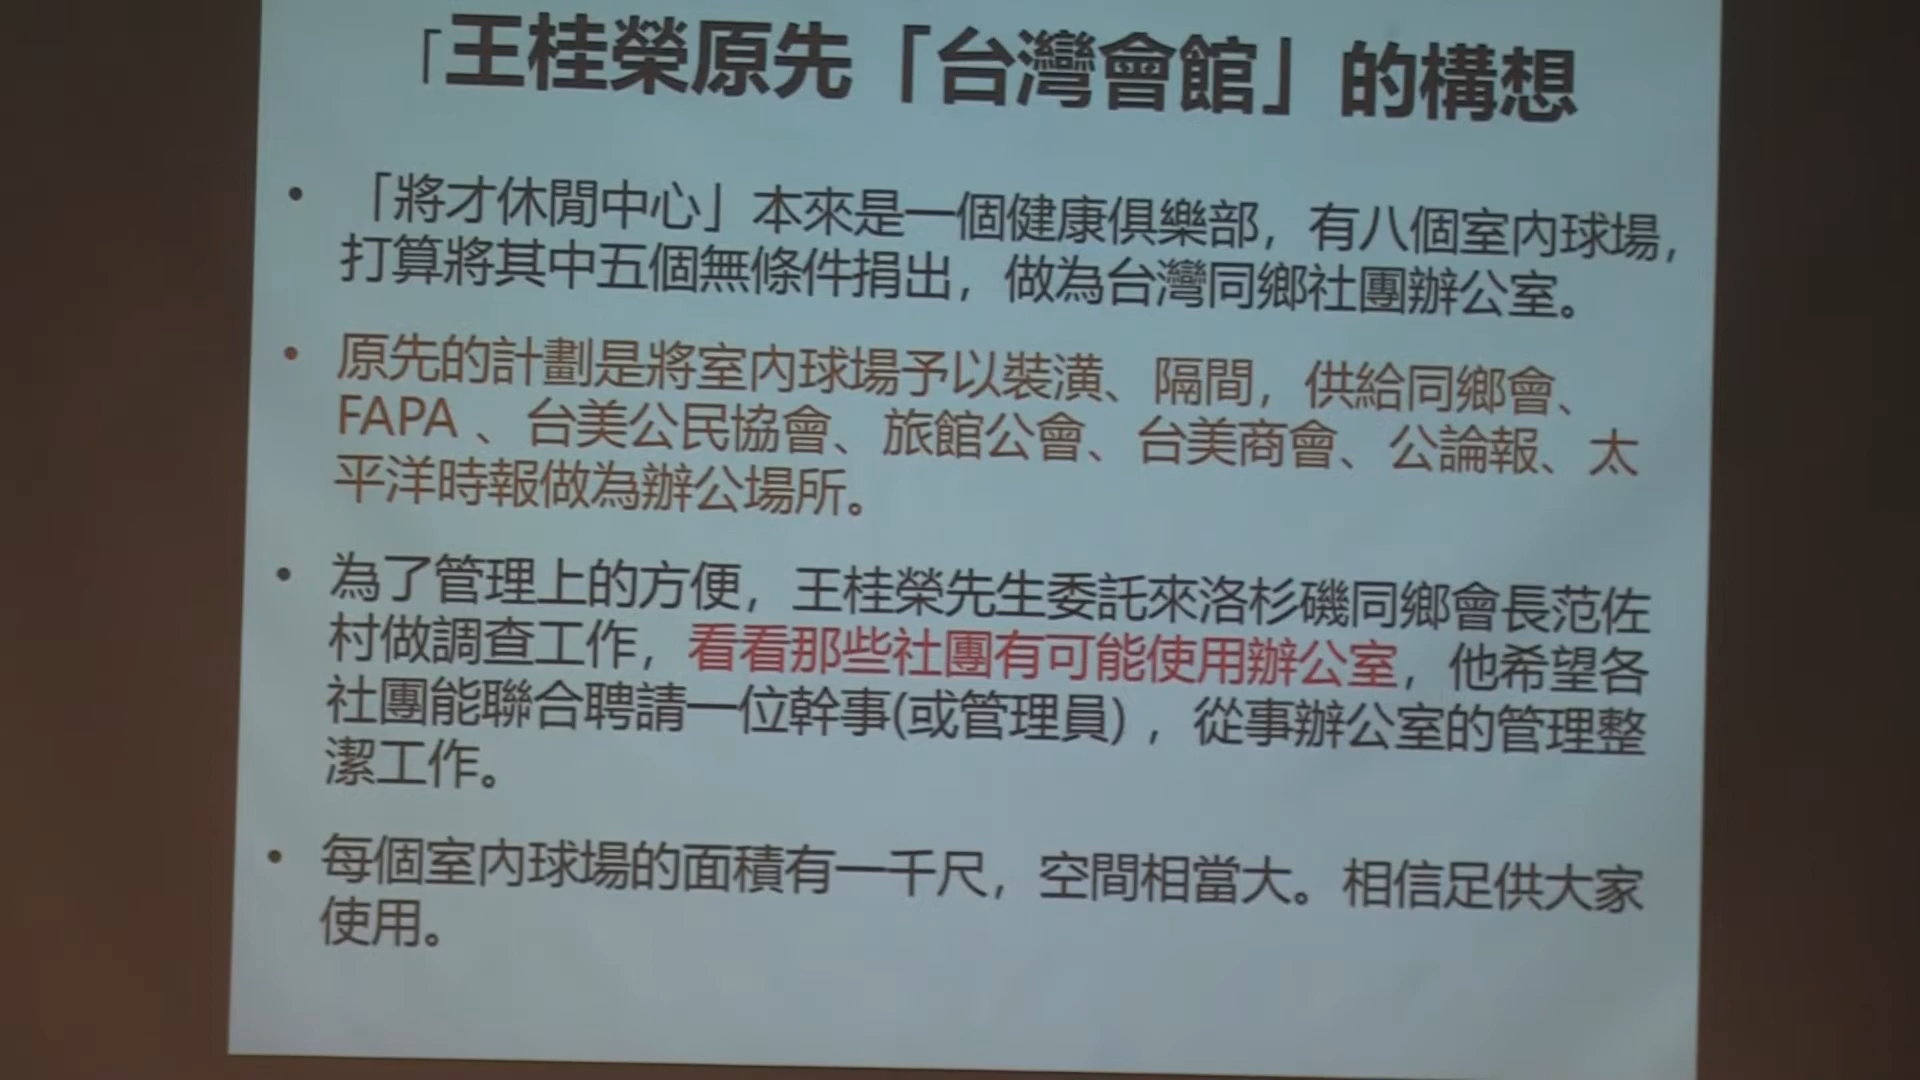 「王桂榮原先「台灣會館」的構想
• 「將才休閒中心」本來是一個健康俱樂部，有八個室內球場，
打算將其中五個無條件捐出，做為台灣同鄉社團辦公室。
• 原先的計劃是將室內球場予以裝潢、隔間，供給同鄉會、
FAPA 、台美公民協會、旅館公會、台美商會、公論報、太
平洋時報做為辦公場所。
• 為了管理上的方便，王桂榮先生委託來洛杉磯同鄉會長范佐
村做調查工作，看看那些社團有可能使用辦公室，他希望各
社團能聯合聘請一位幹事(或管理員) ，從事辦公室的管理整
潔工作。
• 每個室內球場的面積有一千尺，空間相當大。相信足供大家
使用。